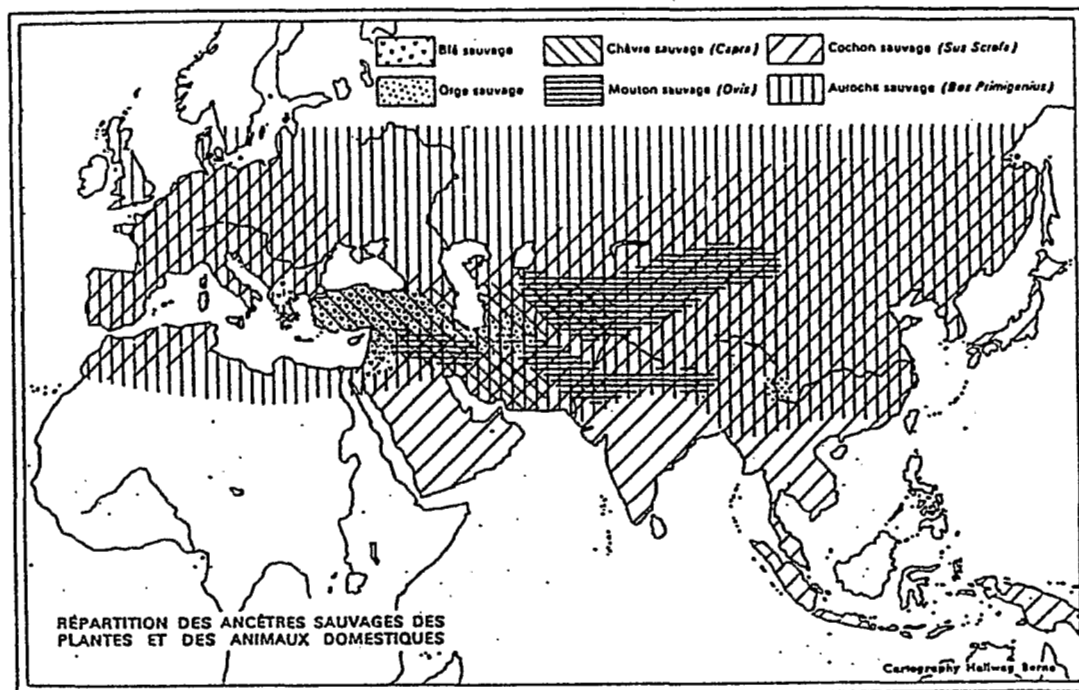 Blé sauvage
Chèvre sauvage (Capra)
Cochon sauvage (Sus Scrofa)
Orge sauvage
Mouton sauvage (Ovis)
Aurochs sauvage (Bos Primigenius)
RÉPARTITION DES ANCÊTRES SAUVAGES DES
PLANTES ET DES ANIMAUX DOMESTIQUES
Cartography Hallwag Berne